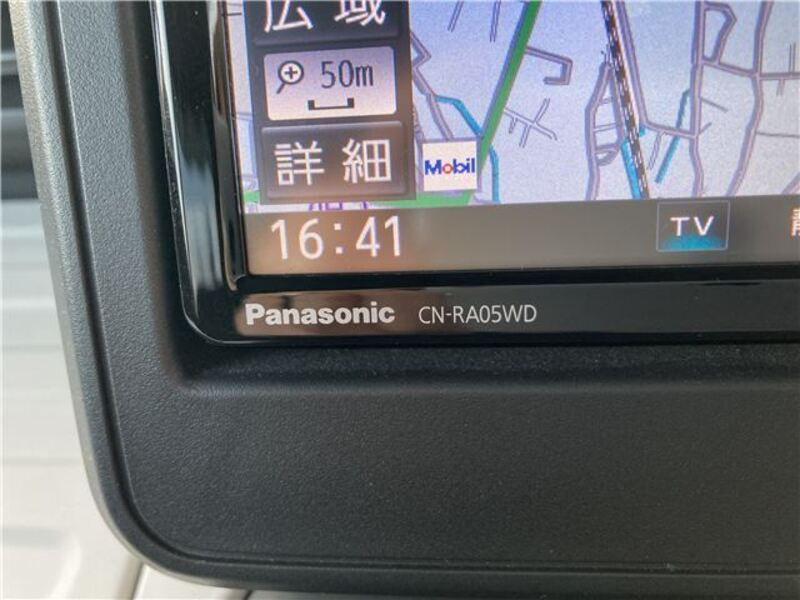 広域
50m
詳細
Mobil
16:41
TV
Panasonic CN-RA05WD